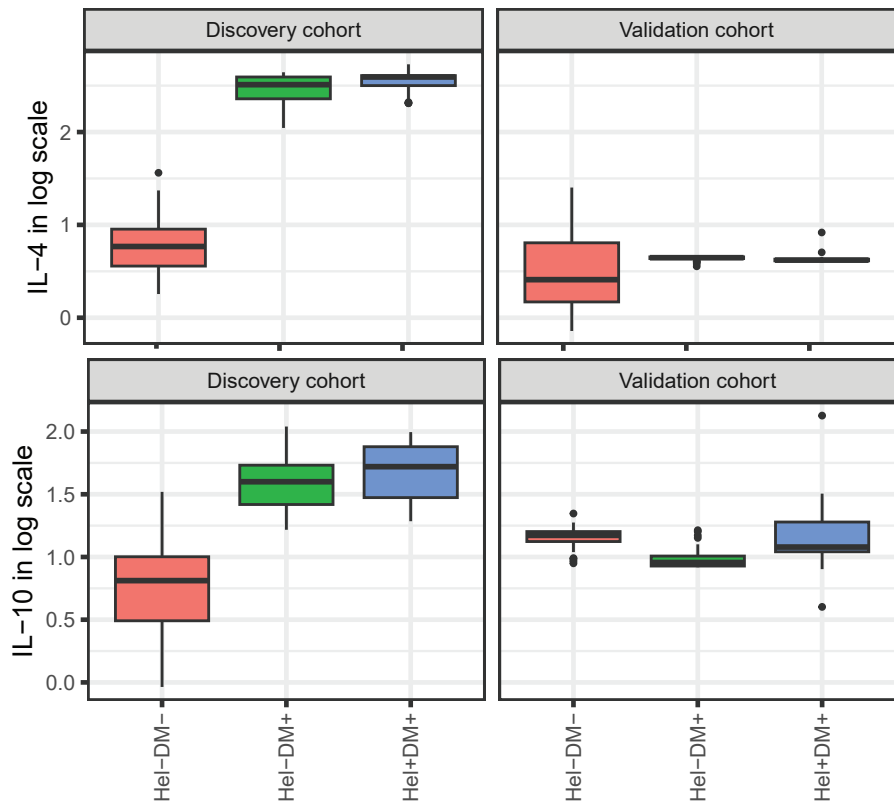 Discovery cohort
Validation cohort
IL−4 in log scale
2
1
0
Discovery cohort
Validation cohort
IL−10 in log scale
2.0
1.5
1.0
0.5
0.0
Hel−DM−
Hel−DM+
Hel+DM+
Hel−DM−
Hel−DM+
Hel+DM+